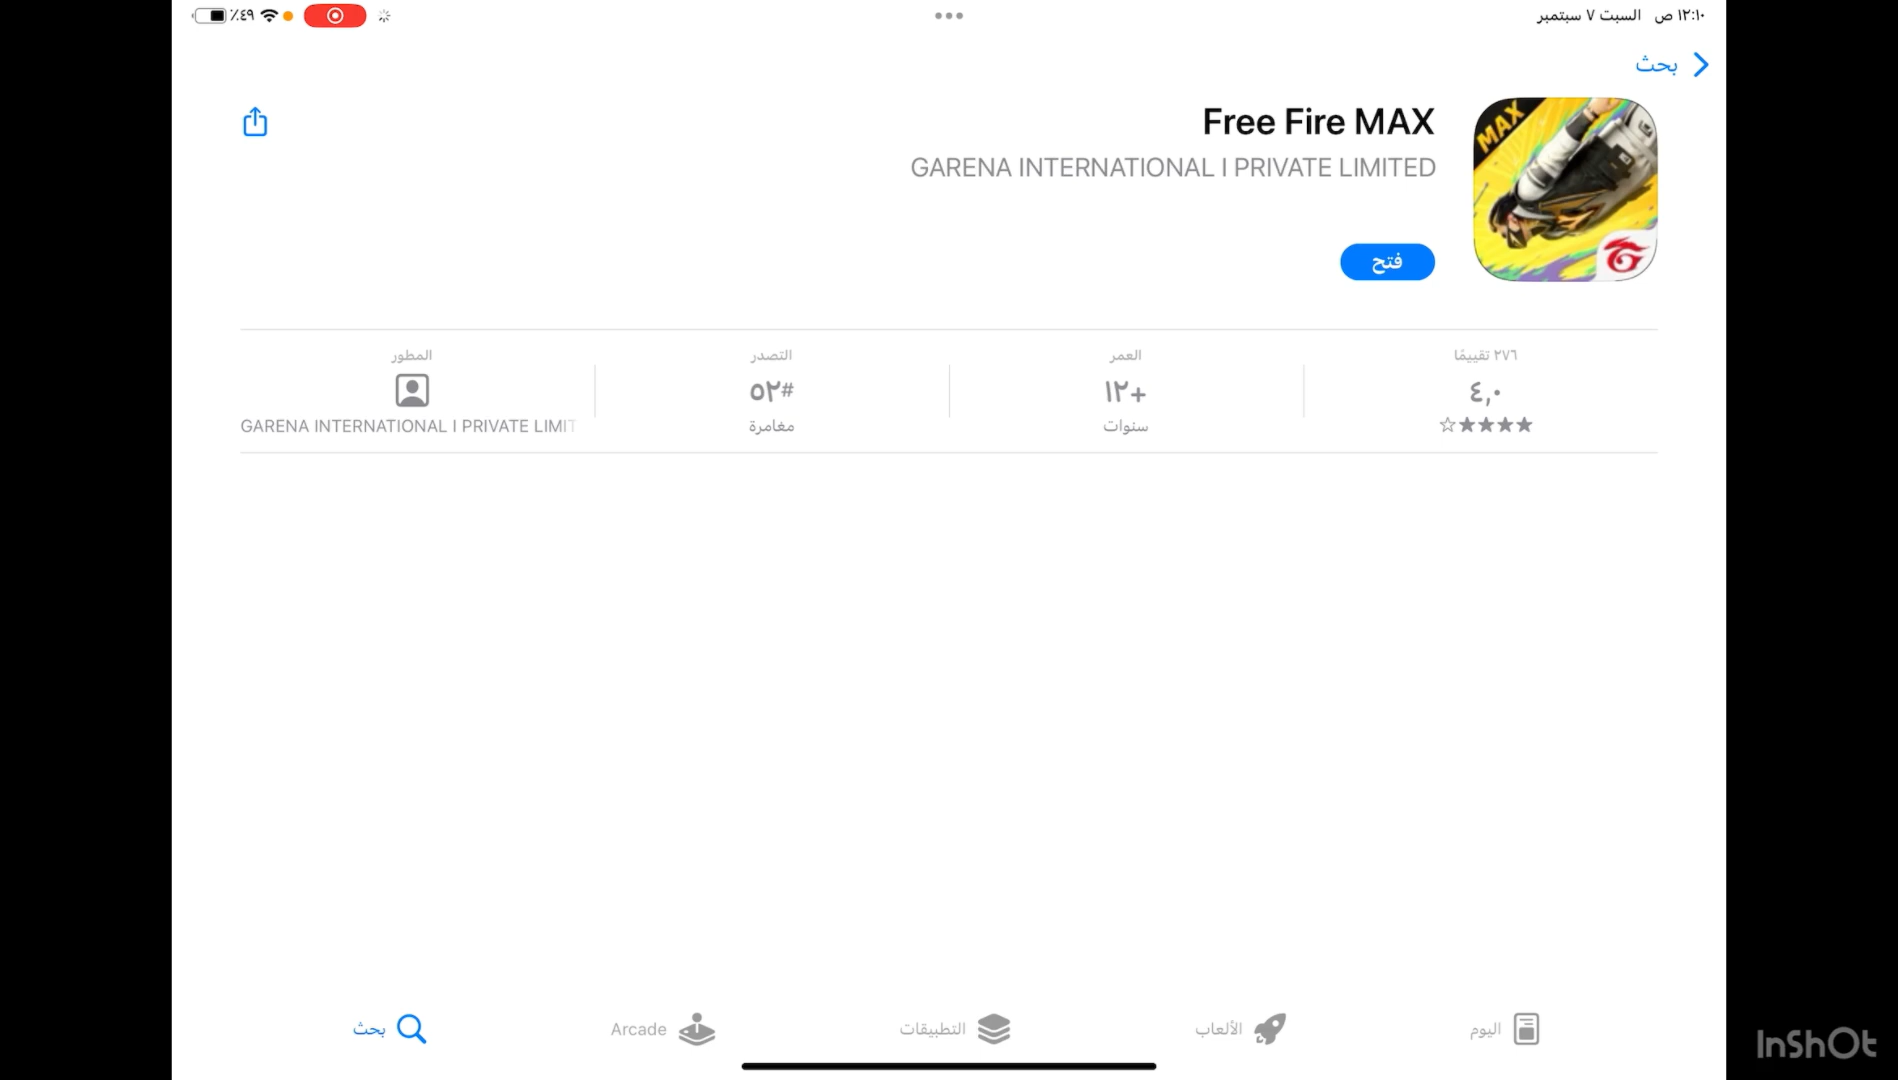 ١٢:١٠ ص السبت ٧ سبتمبر
٪٤٩
بحث
MAX
Free Fire MAX
GARENA INTERNATIONAL I PRIVATE LIMITED
فتح
٢٧٦ تقييمًا
٤,٠
العمر
+١٢
سنوات
التصدر
#٥٢
مغامرة
المطور
GARENA INTERNATIONAL I PRIVATE LIMIT
اليوم
الألعاب
التطبيقات
Arcade
بحث
InShOt